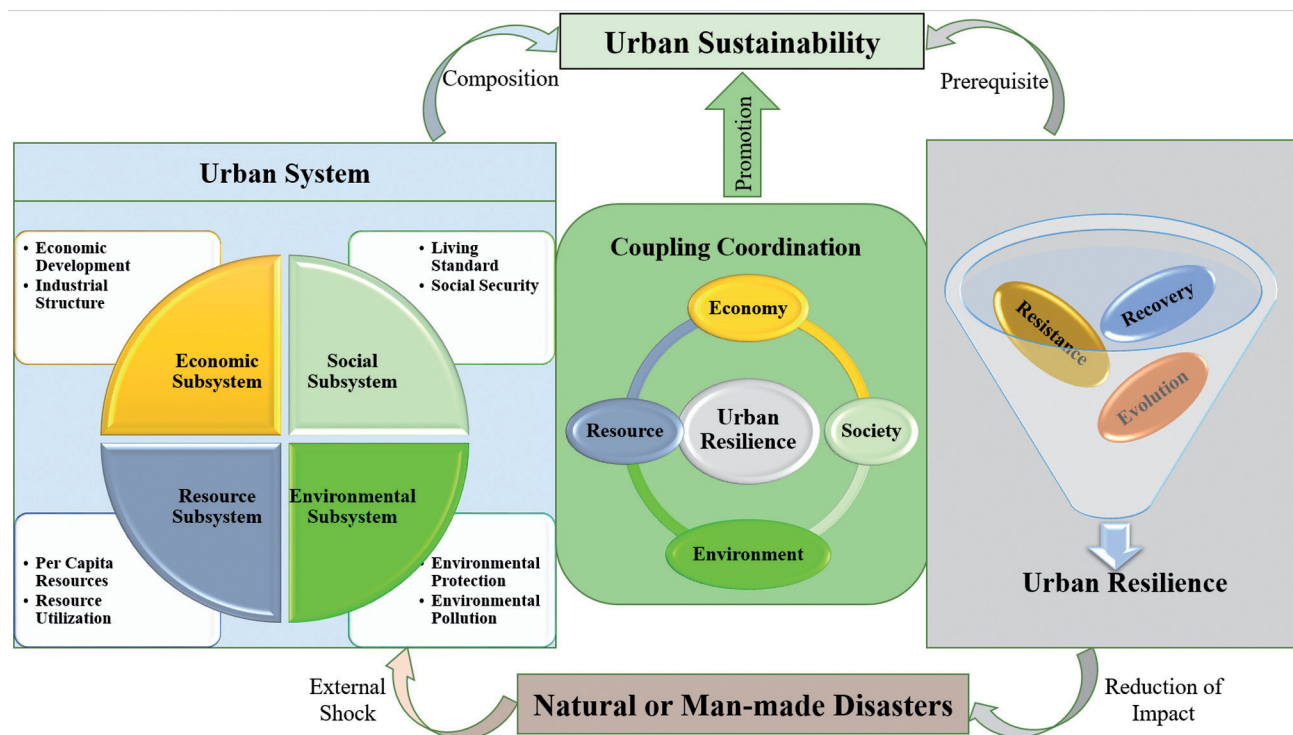 Urban Sustainability
Composition
Prerequisite
Promotion
Urban System
• Economic
Development
• Industrial
Structure
• Living
Standard
• Social Security
Economic
Subsystem
Social
Subsystem
Resource
Subsystem
Environmental
Subsystem
• Per Capita
Resources
• Resource
Utilization
• Environmental
Protection
• Environmental
Pollution
Coupling Coordination
Economy
Resource
Urban
Resilience
Society
Environment
Resistance
Recovery
Evolution
Urban Resilience
External
Shock
Natural or Man-made Disasters
Reduction of
Impact